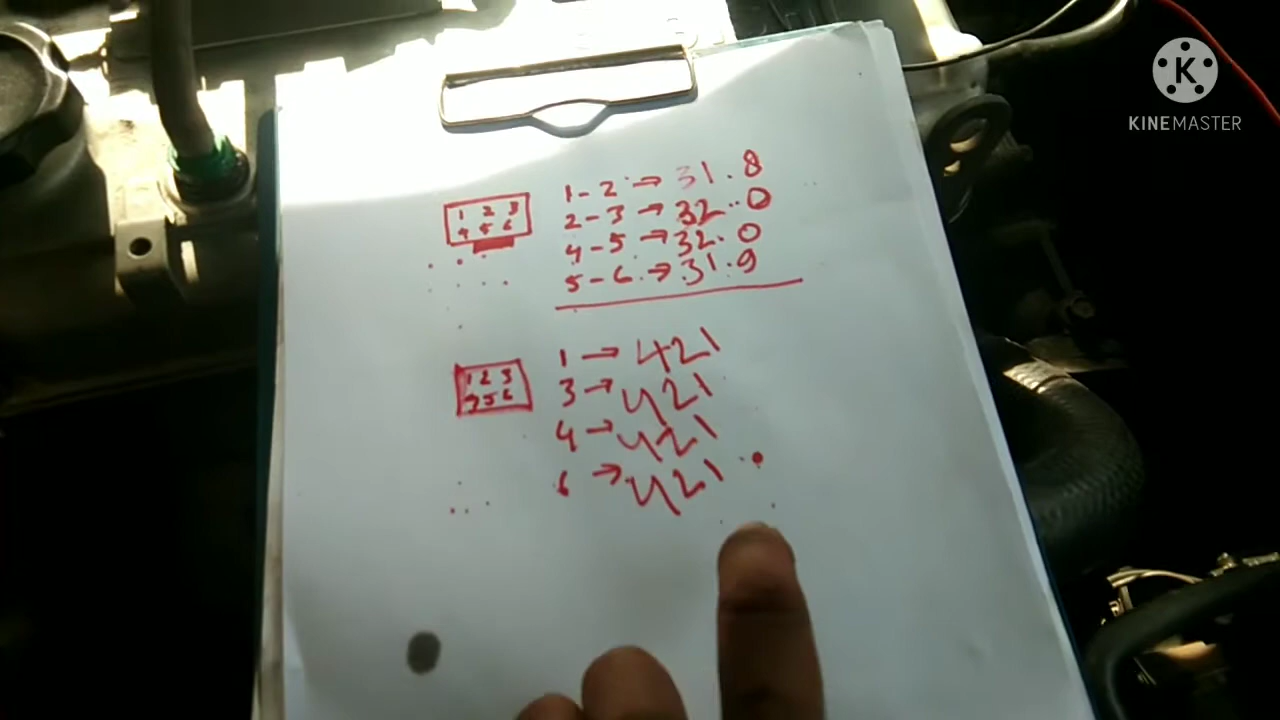 KINEMASTER
1 2 3
4 5 6
1-2 → 31.8
2-3 → 32.0
4-5 → 32.0
5-6 → 31.9
1 2 3
4 5 6
1 → 421
3 → 421
4 → 421
6 → 421